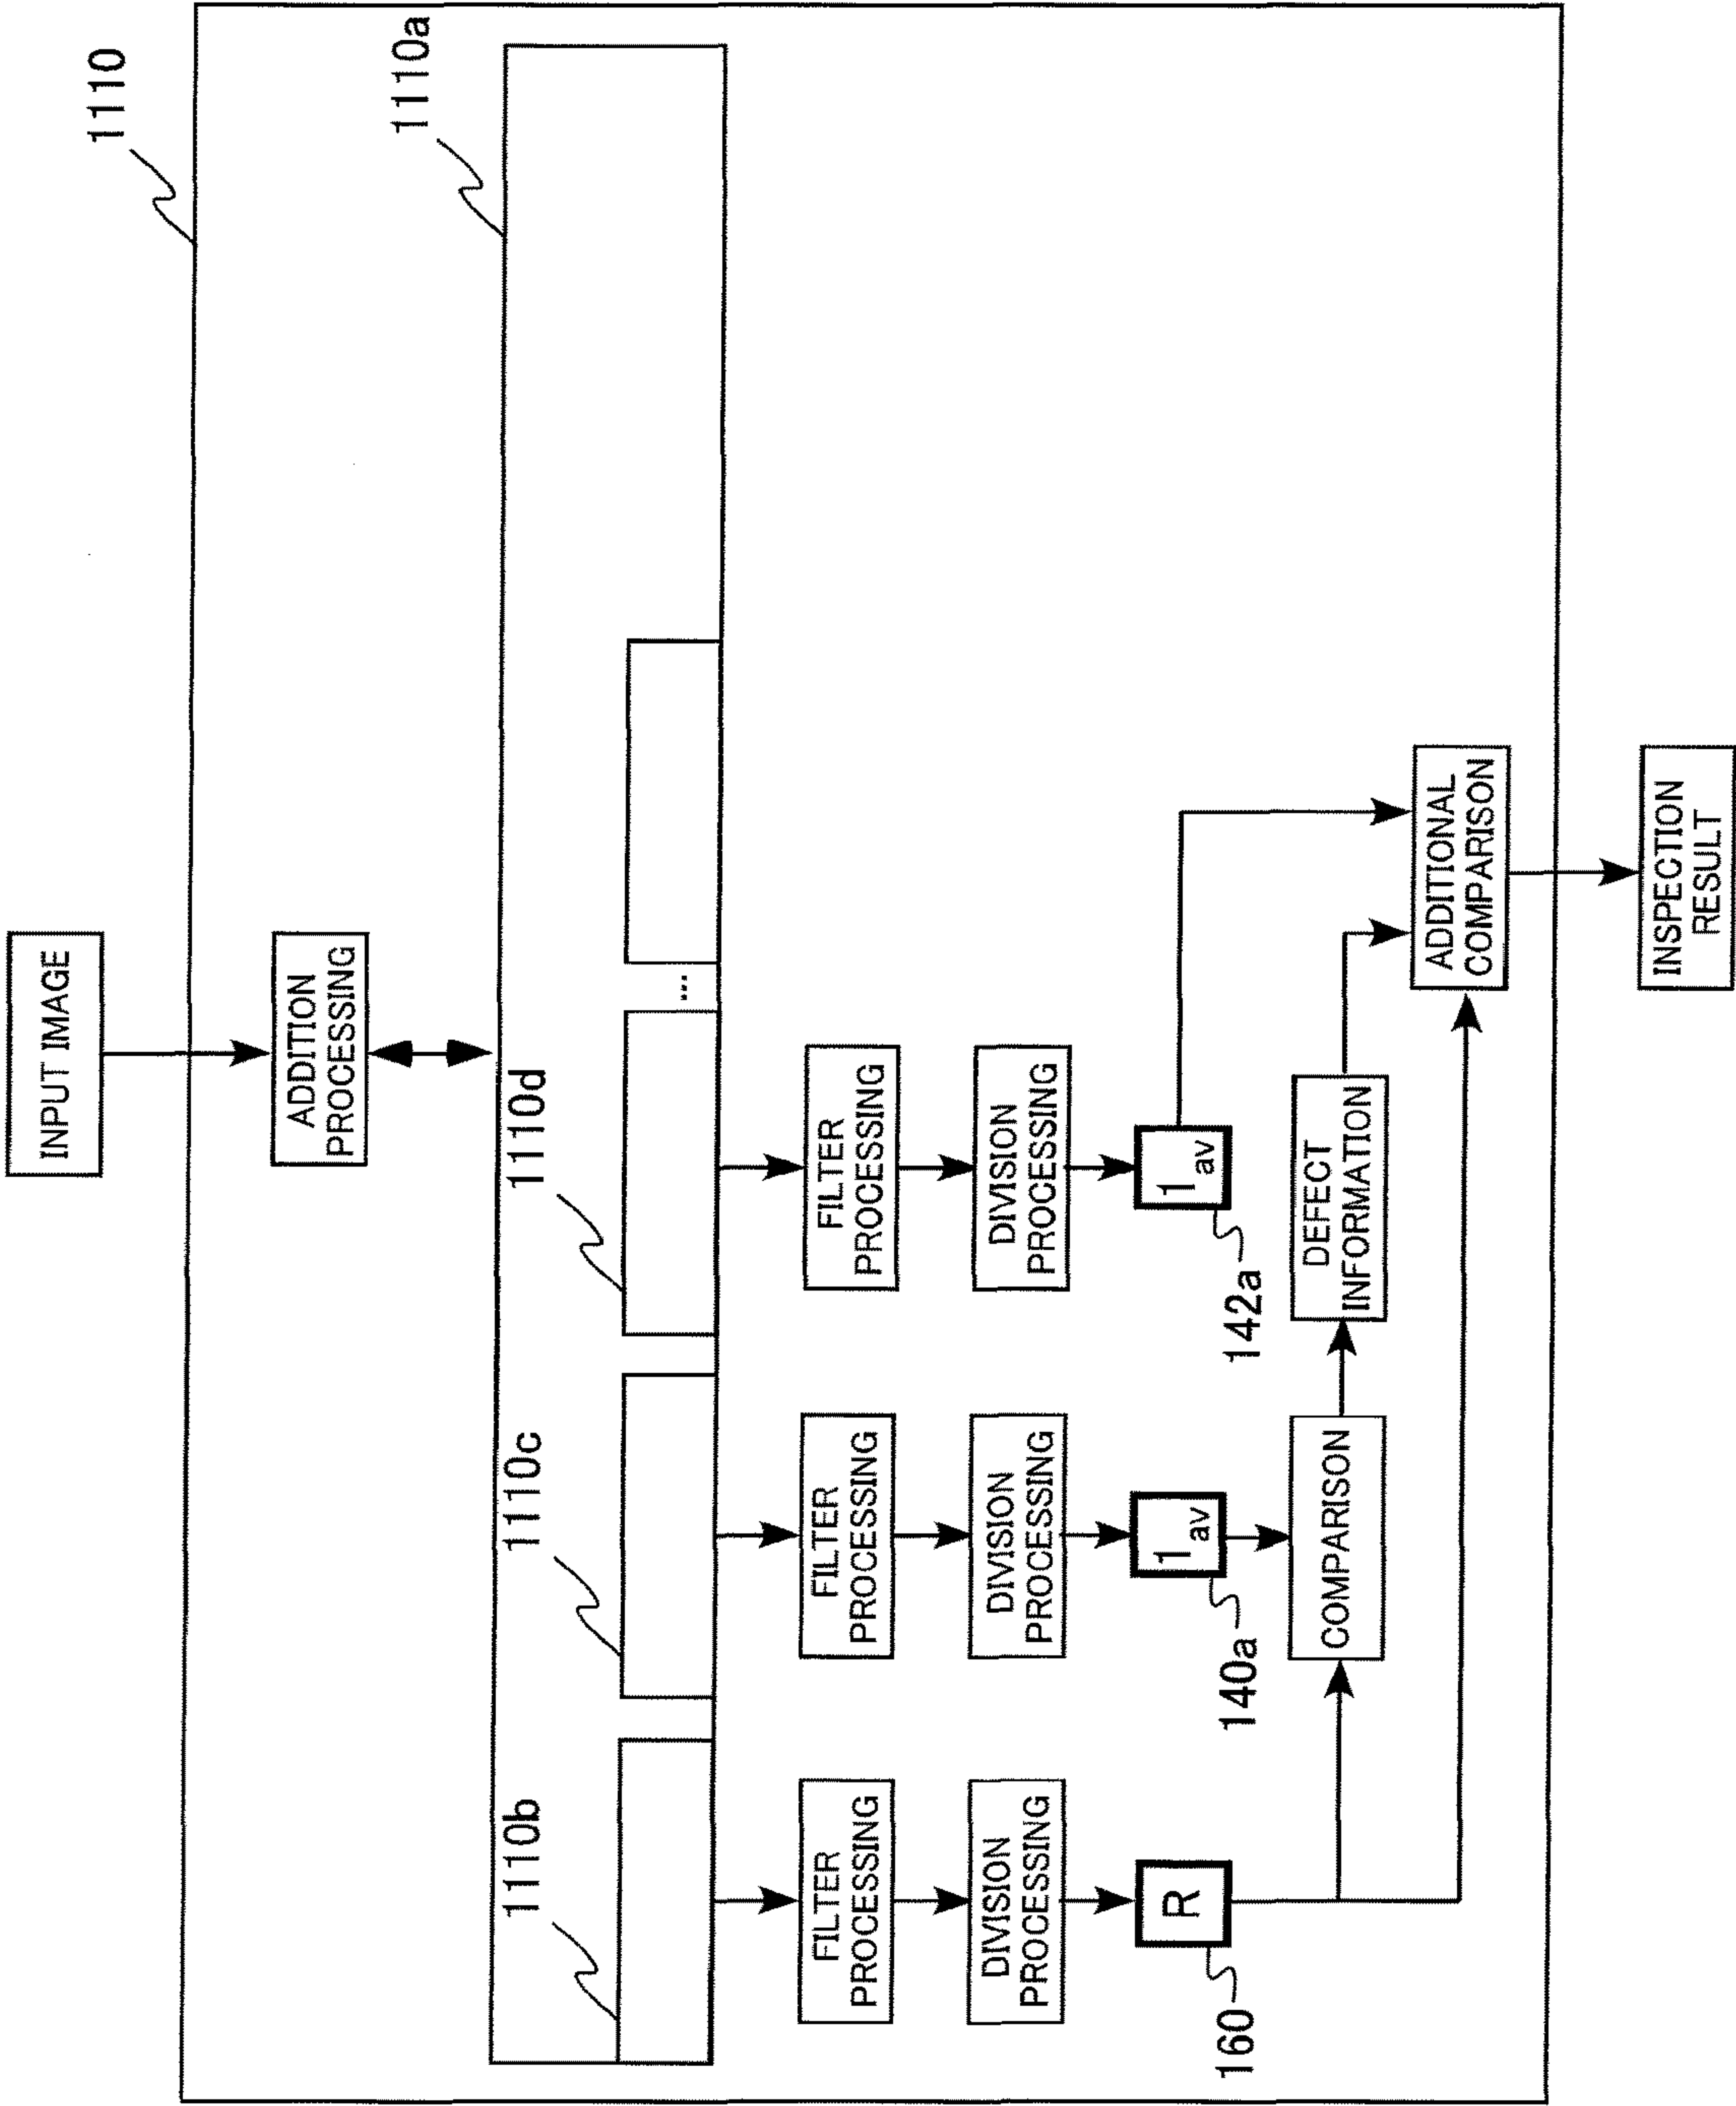 INPUT IMAGE
1110
ADDITION
PROCESSING
1110a
1110b
1110c
1110d
...
FILTER
PROCESSING
FILTER
PROCESSING
FILTER
PROCESSING
DIVISION
PROCESSING
DIVISION
PROCESSING
DIVISION
PROCESSING
R
160
1av
140a
1av
142a
COMPARISON
DEFECT
INFORMATION
ADDITIONAL
COMPARISON
INSPECTION
RESULT